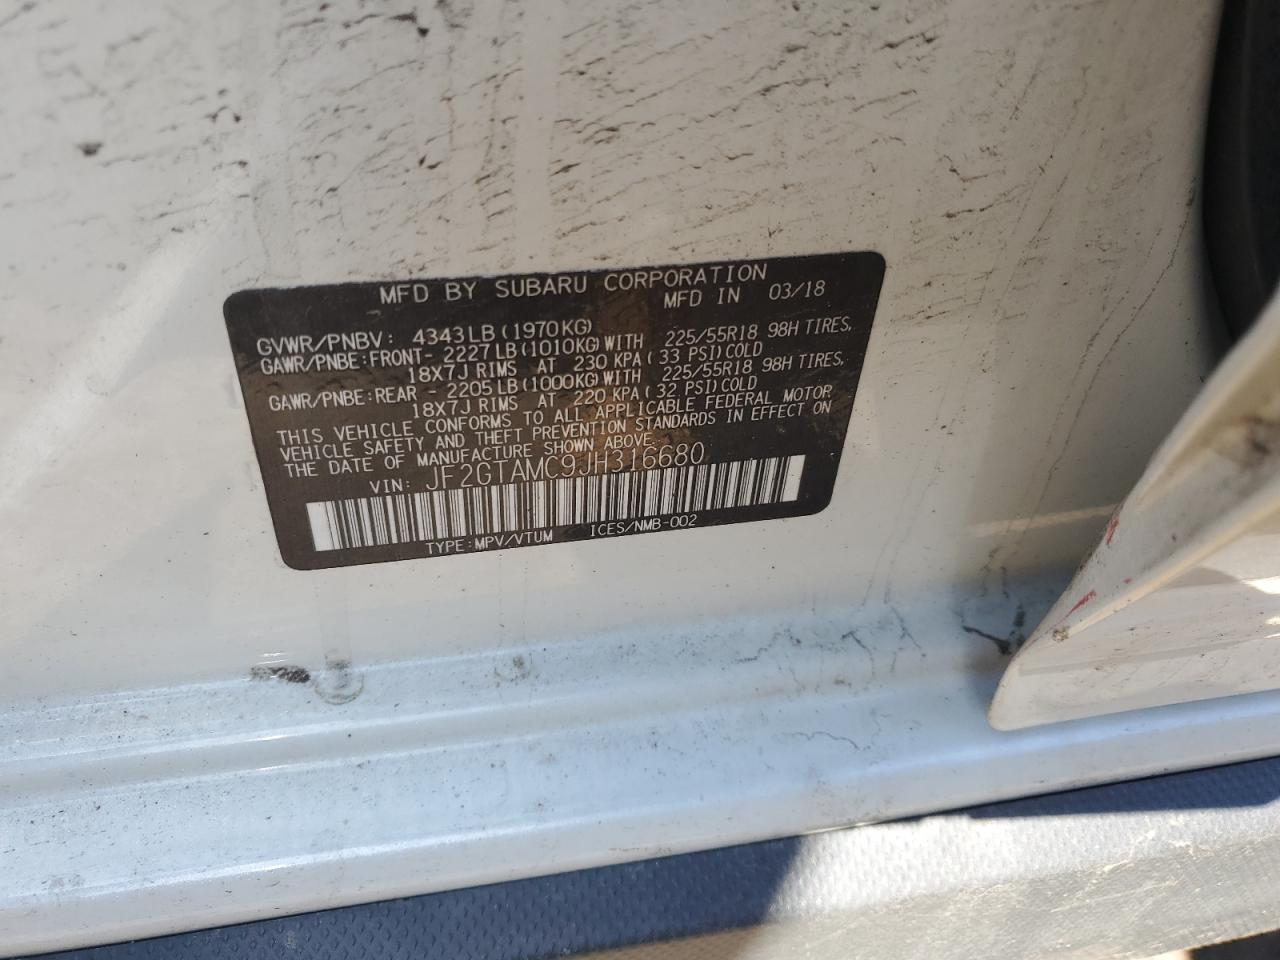 MFD BY SUBARU CORPORATION
MFD IN 03/18
GVWR/PNBV: 4343LB(1970KG)
GAWR/PNBE:FRONT- 2227LB(1010KG)WITH 225/55R18 98H TIRES,
18X7J RIMS AT 230 KPA(33 PSI)COLD
GAWR/PNBE:REAR - 2205LB(1000KG)WITH 225/55R18 98H TIRES,
18X7J RIMS AT 220 KPA(32 PSI)COLD
THIS VEHICLE CONFORMS TO ALL APPLICABLE FEDERAL MOTOR
VEHICLE SAFETY AND THEFT PREVENTION STANDARDS IN EFFECT ON
THE DATE OF MANUFACTURE SHOWN ABOVE.
VIN: JF2GTAMC9JH316680
TYPE:MPV/VTUM ICES/NMB-002